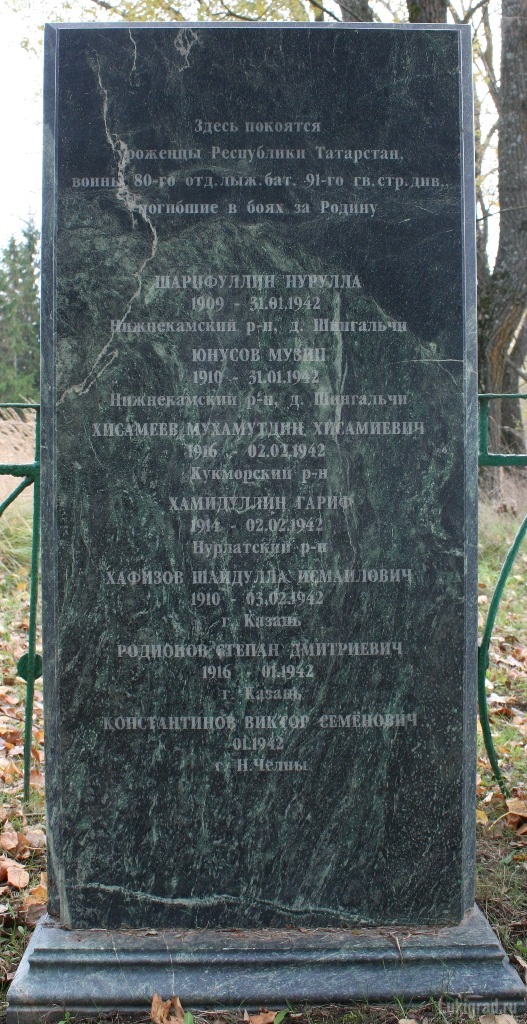 Здесь покоятся
уроженцы Республики Татарстан,
воины 80-го отд.лыж.бат. 91-го гв.стр.див.,
погибшие в боях за Родину
ШАРИФУЛЛИН НУРУЛЛА
1909 - 31.01.1942
Нижнекамский р-н, д. Шингальчи
ЮНУСОВ МУВИП
1910 - 31.01.1942
Нижнекамский р-н, д. Шингальчи
ХИСАМЕЕВ МУХАМУТДИН ХИСАМИЕВИЧ
1916 - 02.02.1942
Кукморский р-н
ХАМИДУЛЛИН ГАРИФ
1914 - 02.02.1942
Нурлатский р-н
ХАФИЗОВ ШАЙДУЛЛА ИСМАИЛОВИЧ
1910 - 03.02.1942
г. Казань
РОДИОНОВ СТЕПАН ДМИТРИЕВИЧ
1916 - 01.1942
г. Казань
КОНСТАНТИНОВ ВИКТОР СЕМЁНОВИЧ
01.1942
г. Н.Челны
Lukigrad.ru